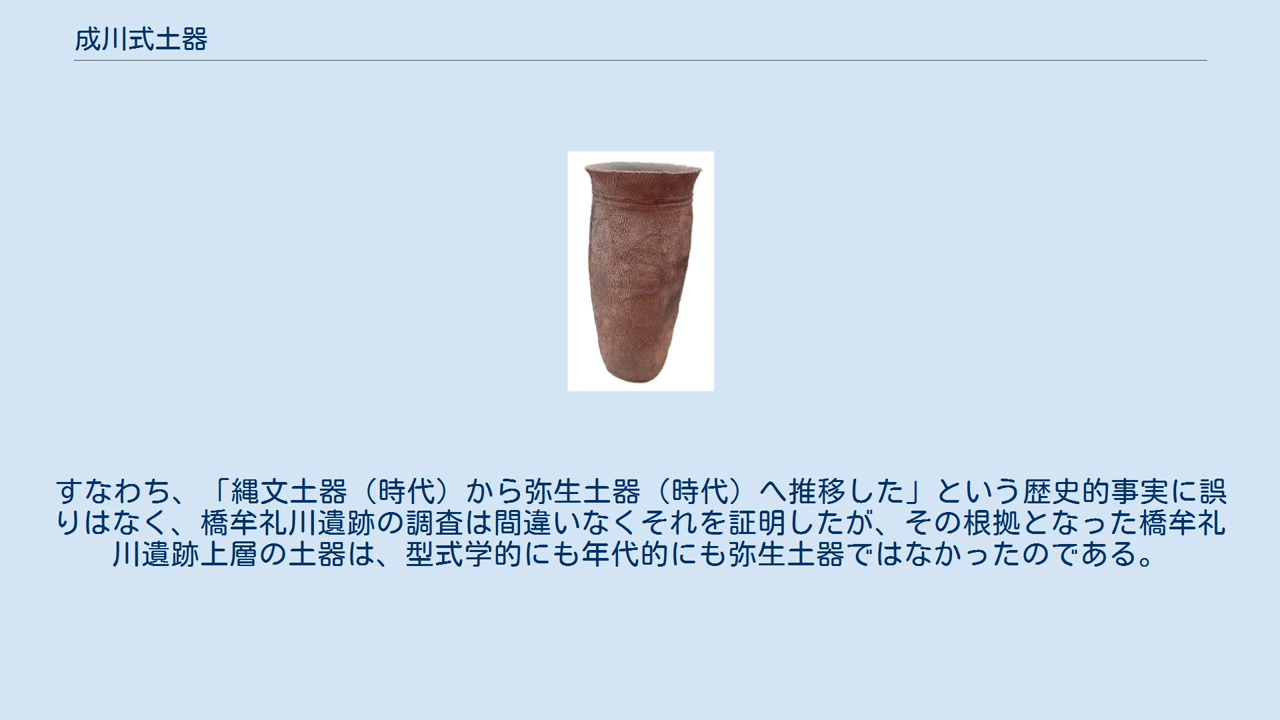 成川式土器
すなわち、「縄文土器（時代）から弥生土器（時代）へ推移した」という歴史的事実に誤
りはなく、橋牟礼川遺跡の調査は間違いなくそれを証明したが、その根拠となった橋牟礼
川遺跡上層の土器は、型式学的にも年代的にも弥生土器ではなかったのである。